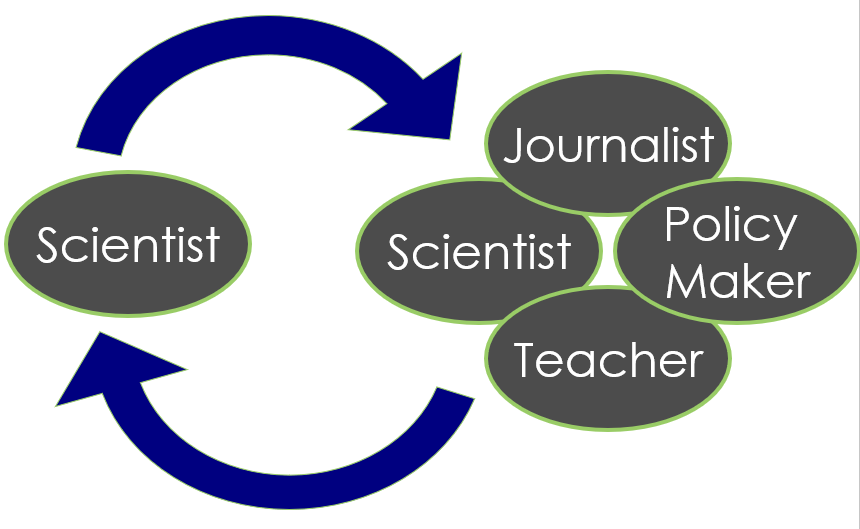 Journalist
Scientist
Scientist
Policy
Maker
Teacher